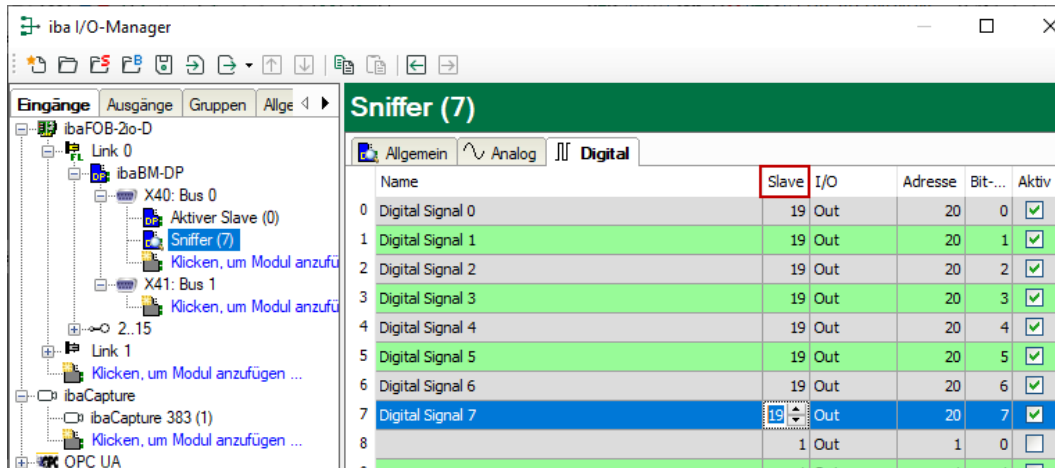 iba I/O-Manager
Eingänge Ausgänge Gruppen Allge
ibaFOB-2io-D
Link 0
ibaBM-DP
X40: Bus 0
Aktiver Slave (0)
Sniffer (7)
Klicken, um Modul anzufü
X41: Bus 1
Klicken, um Modul anzufü
2..15
Link 1
Klicken, um Modul anzufügen ...
ibaCapture
ibaCapture 383 (1)
Klicken, um Modul anzufügen ...
OPC UA
Sniffer (7)
Allgemein Analog Digital
Name Slave I/O Adresse Bit-... Aktiv
0 Digital Signal 0 19 Out 20 0
1 Digital Signal 1 19 Out 20 1
2 Digital Signal 2 19 Out 20 2
3 Digital Signal 3 19 Out 20 3
4 Digital Signal 4 19 Out 20 4
5 Digital Signal 5 19 Out 20 5
6 Digital Signal 6 19 Out 20 6
7 Digital Signal 7 19 Out 20 7
8 1 Out 1 0